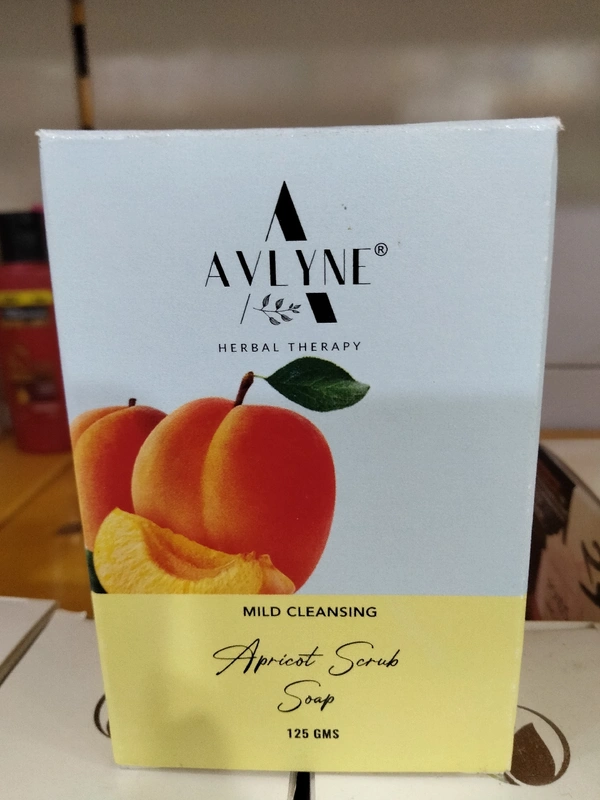 AVLYNE®
HERBAL THERAPY
MILD CLEANSING
Apricot Scrub
Soap
125 GMS